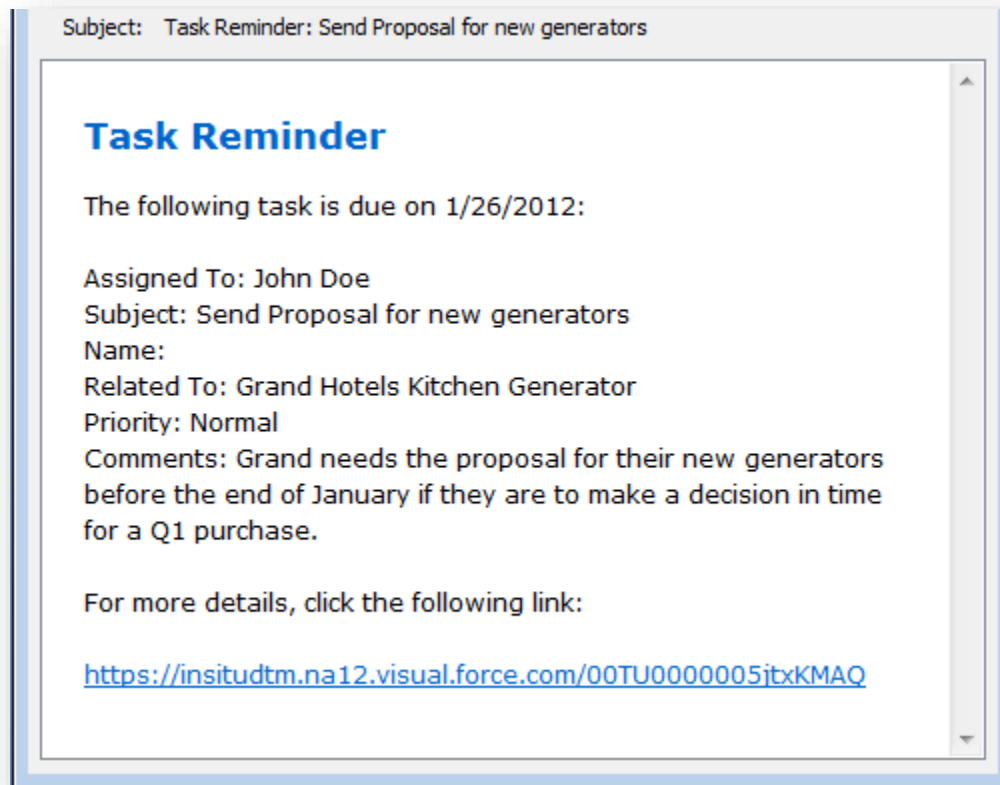 Subject: Task Reminder: Send Proposal for new generators
Task Reminder
The following task is due on 1/26/2012:
Assigned To: John Doe
Subject: Send Proposal for new generators
Name:
Related To: Grand Hotels Kitchen Generator
Priority: Normal
Comments: Grand needs the proposal for their new generators
before the end of January if they are to make a decision in time
for a Q1 purchase.
For more details, click the following link:
https://insitudtm.na12.visual.force.com/00TU0000005jtxKMAQ